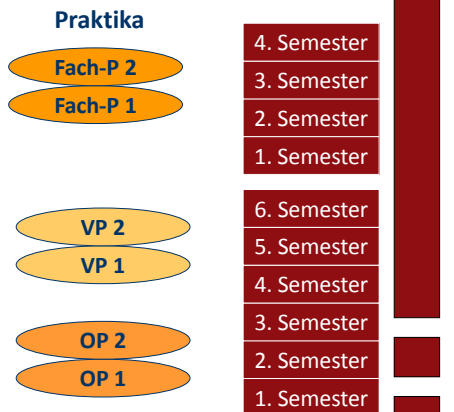 Praktika
4. Semester
Fach-P 2
3. Semester
Fach-P 1
2. Semester
1. Semester
6. Semester
VP 2
5. Semester
VP 1
4. Semester
3. Semester
OP 2
2. Semester
OP 1
1. Semester